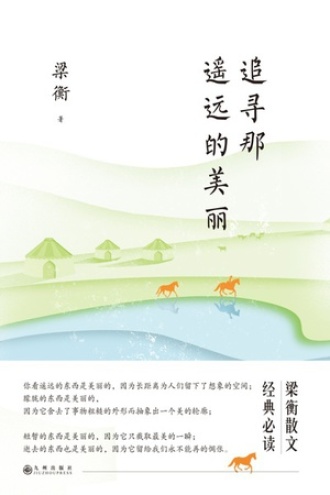 追寻那
遥远的美丽
梁衡
著
梁衡散文
经典必读
你看遥远的东西是美丽的，因为长距离为人们留下了想象的空间；
朦胧的东西是美丽的，
因为它舍去了事物粗糙的外形而抽象出一个美的轮廓；
短暂的东西是美丽的，因为它只截取最美的一瞬；
逝去的东西也是美丽的，因为它留给我们永不能再的惆怅。
九州出版社